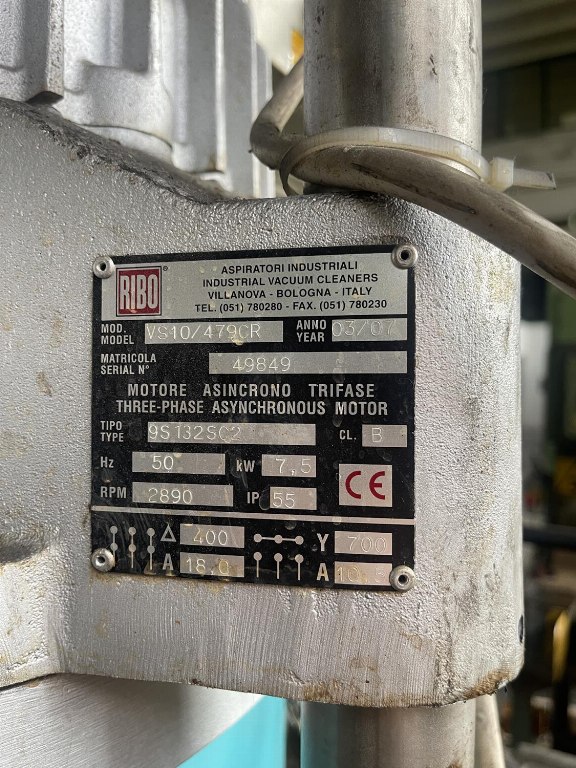 RIBO ®
ASPIRATORI INDUSTRIALI
INDUSTRIAL VACUUM CLEANERS
VILLANOVA - BOLOGNA - ITALY
TEL. (051) 780280 - FAX. (051) 780230
MOD. MODEL VS10/479CR ANNO YEAR 03/07
MATRICOLA SERIAL N° 49849
MOTORE ASINCRONO TRIFASE
THREE-PHASE ASYNCHRONOUS MOTOR
TIPO TYPE 9S132SC2 CL. B
Hz 50 kW 7,5 CE
RPM 2890 IP 55
△ 400 Y 700
A 18,0 A